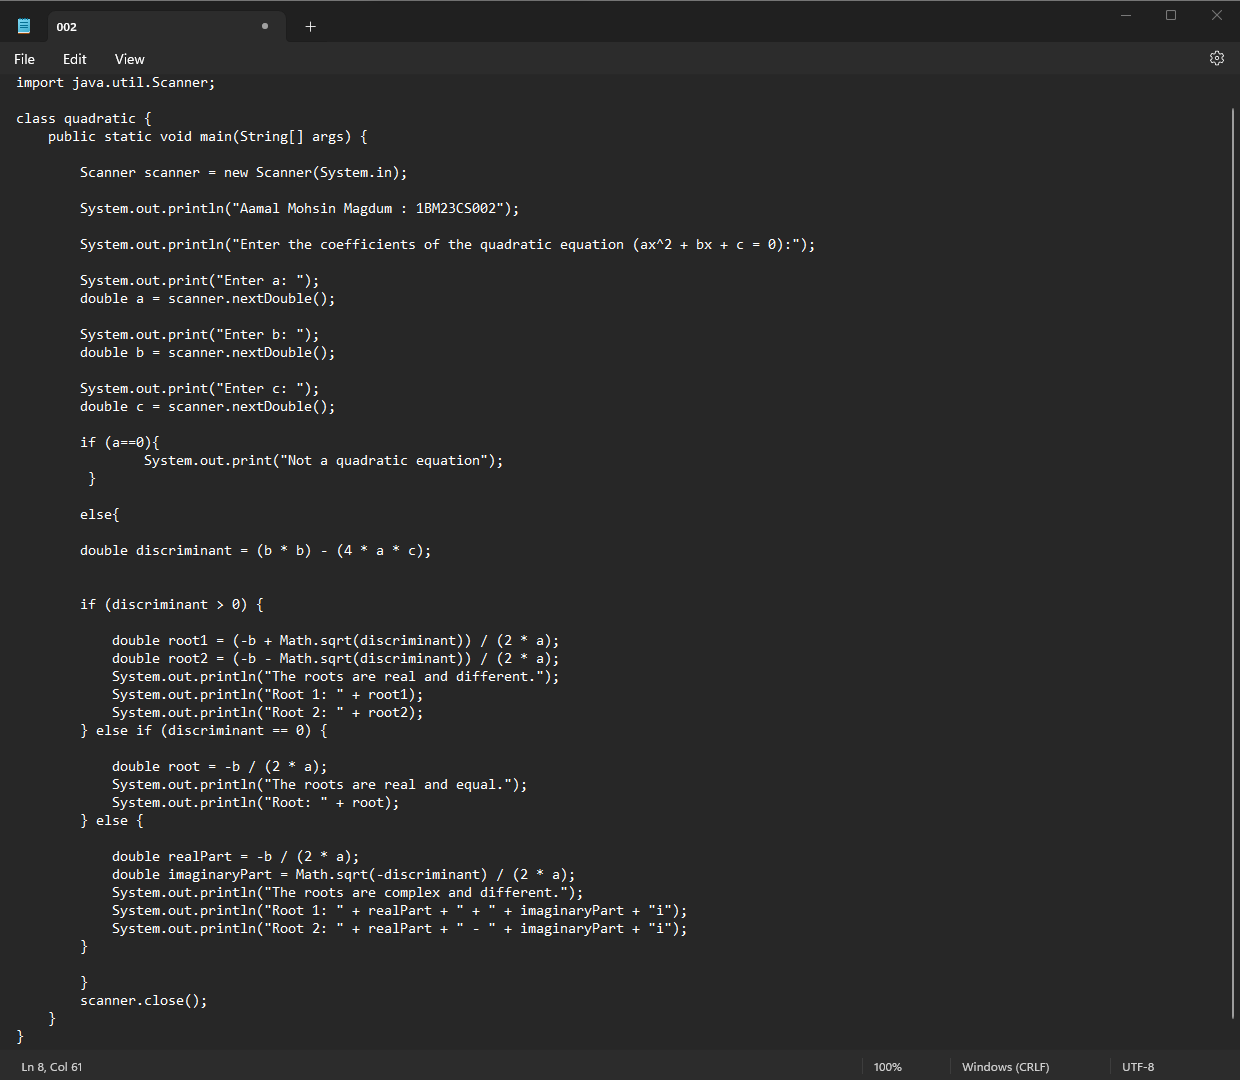 002
File Edit View
import java.util.Scanner;
class quadratic {
    public static void main(String[] args) {
        Scanner scanner = new Scanner(System.in);
        System.out.println("Aamal Mohsin Magdum : 1BM23CS002");
        System.out.println("Enter the coefficients of the quadratic equation (ax^2 + bx + c = 0):");
        System.out.print("Enter a: ");
        double a = scanner.nextDouble();
        System.out.print("Enter b: ");
        double b = scanner.nextDouble();
        System.out.print("Enter c: ");
        double c = scanner.nextDouble();
        if (a==0){
                System.out.print("Not a quadratic equation");
         }
        else{
        double discriminant = (b * b) - (4 * a * c);
        if (discriminant > 0) {
            double root1 = (-b + Math.sqrt(discriminant)) / (2 * a);
            double root2 = (-b - Math.sqrt(discriminant)) / (2 * a);
            System.out.println("The roots are real and different.");
            System.out.println("Root 1: " + root1);
            System.out.println("Root 2: " + root2);
        } else if (discriminant == 0) {
            double root = -b / (2 * a);
            System.out.println("The roots are real and equal.");
            System.out.println("Root: " + root);
        } else {
            double realPart = -b / (2 * a);
            double imaginaryPart = Math.sqrt(-discriminant) / (2 * a);
            System.out.println("The roots are complex and different.");
            System.out.println("Root 1: " + realPart + " + " + imaginaryPart + "i");
            System.out.println("Root 2: " + realPart + " - " + imaginaryPart + "i");
        }
        }
        scanner.close();
    }
}
Ln 8, Col 61 100% Windows (CRLF) UTF-8